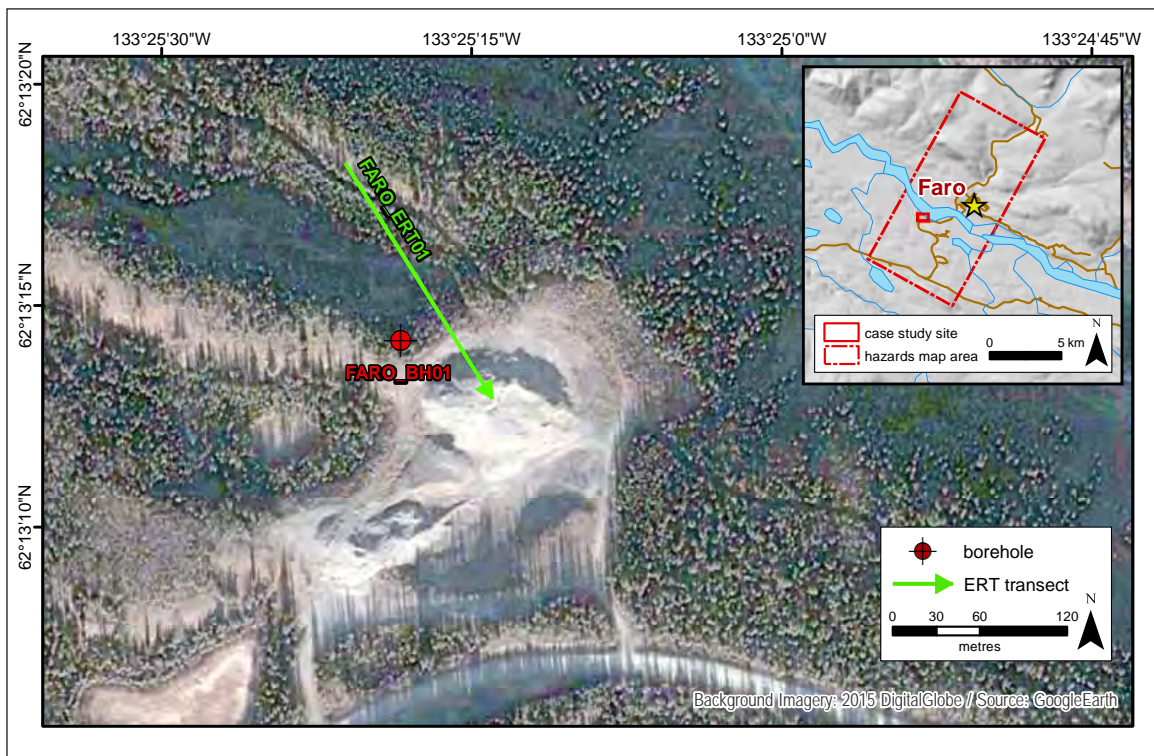 133°25'30"W
133°25'15"W
133°25'0"W
133°24'45"W
62°13'20"N
62°13'15"N
62°13'10"N
FARO_ERT01
FARO_BH01
Faro
case study site
hazards map area
0 5 km
N
borehole
ERT transect
N
0 30 60 120
metres
Background Imagery: 2015 DigitalGlobe / Source: GoogleEarth